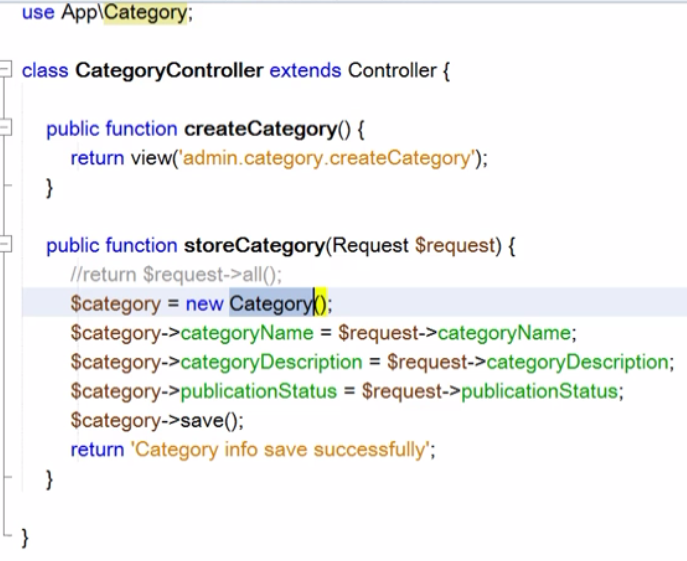 use App\Category;
class CategoryController extends Controller {
public function createCategory() {
return view('admin.category.createCategory');
}
public function storeCategory(Request $request) {
//return $request->all();
$category = new Category();
$category->categoryName = $request->categoryName;
$category->categoryDescription = $request->categoryDescription;
$category->publicationStatus = $request->publicationStatus;
$category->save();
return 'Category info save successfully';
}
}